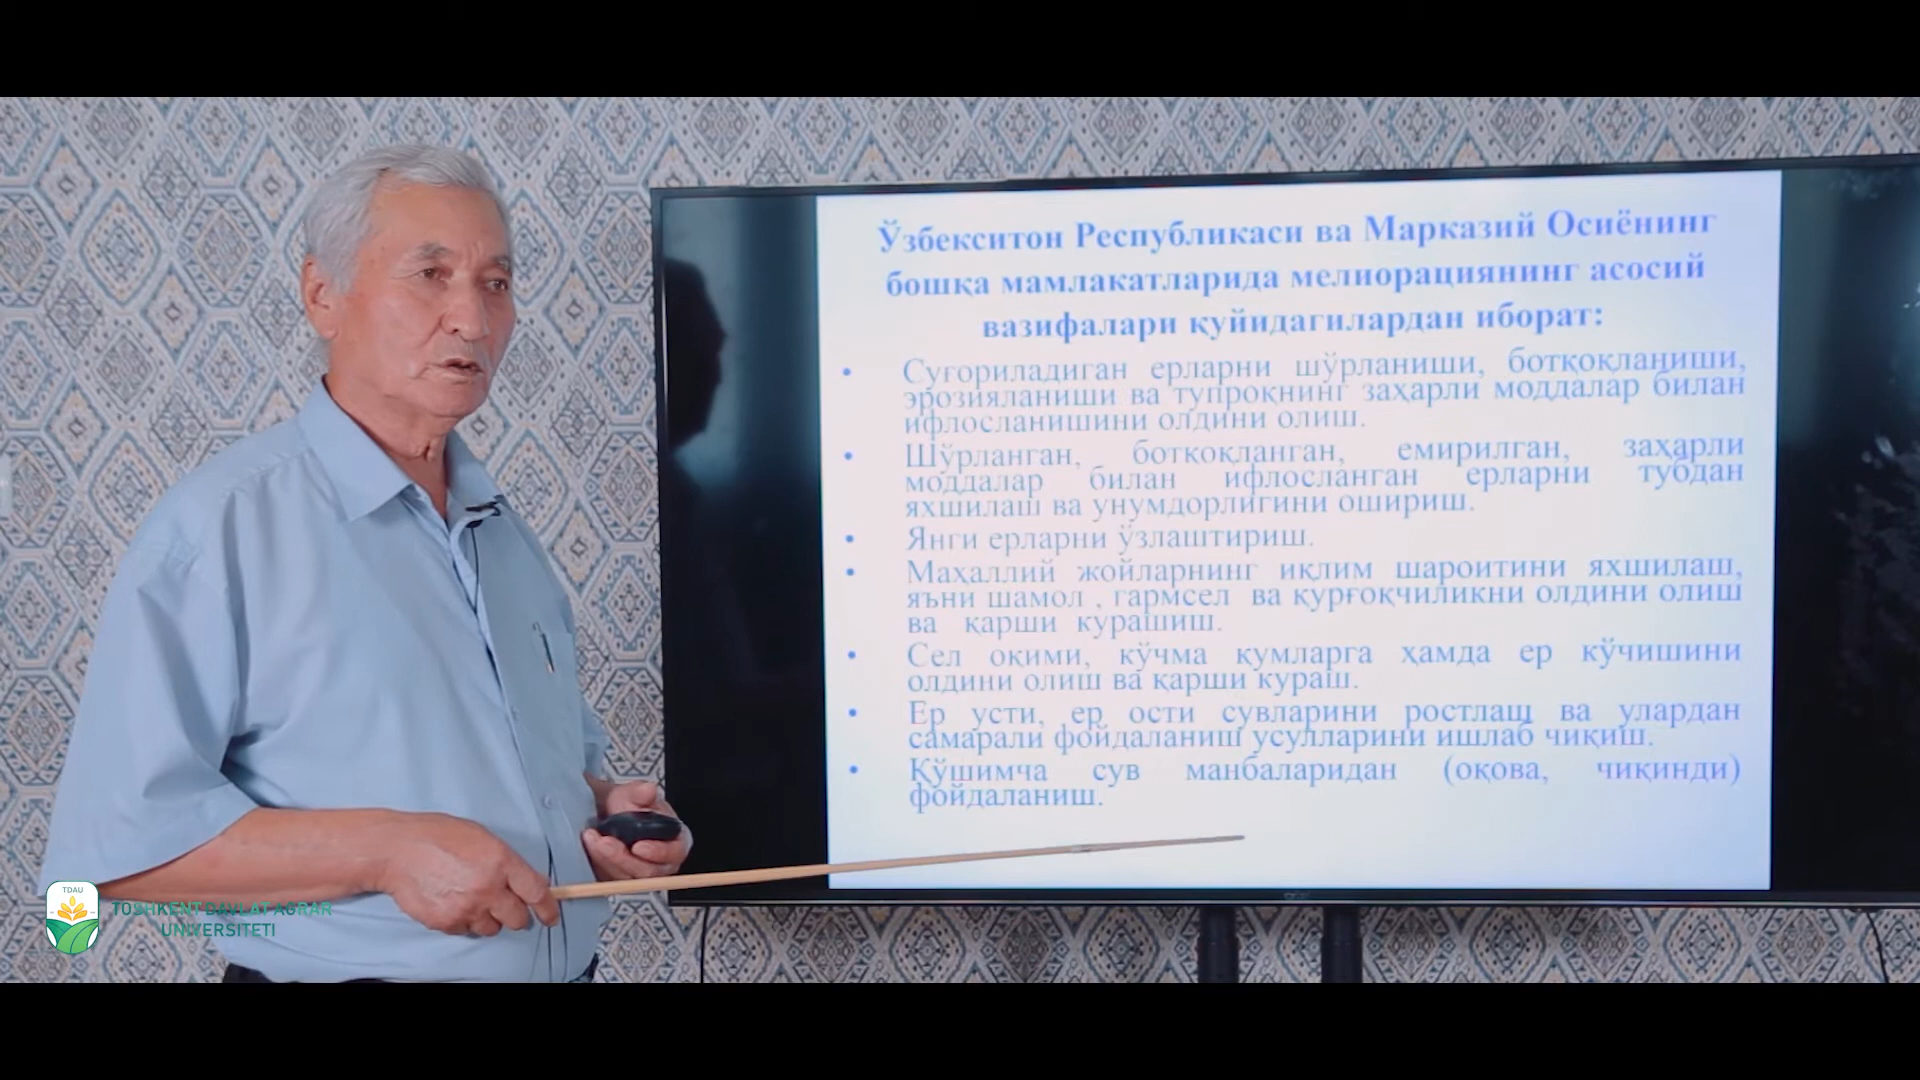 Ўзбекситон Республикаси ва Марказий Осиёнинг
бошқа мамлакатларида мелиорациянинг асосий
вазифалари қуйидагилардан иборат:
• Суғориладиган ерларни шўрланиши, ботқоқланиши,
эрозияланиши ва тупроқнинг заҳарли моддалар билан
ифлосланишини олдини олиш.
• Шўрланган, ботқоқланган, емирилган, заҳарли
моддалар билан ифлосланган ерларни тубдан
яхшилаш ва унумдорлигини ошириш.
• Янги ерларни ўзлаштириш.
• Маҳаллий жойларнинг иқлим шароитини яхшилаш,
яъни шамол , гармсел ва қурғоқчиликни олдини олиш
ва қарши курашиш.
• Сел оқими, кўчма қумларга ҳамда ер кўчишини
олдини олиш ва қарши кураш.
• Ер усти, ер ости сувларини ростлаш ва улардан
самарали фойдаланиш усулларини ишлаб чиқиш.
• Қўшимча сув манбаларидан (оқова, чиқинди)
фойдаланиш.
TDAU
TOSHKENT DAVLAT AGRAR
UNIVERSITETI